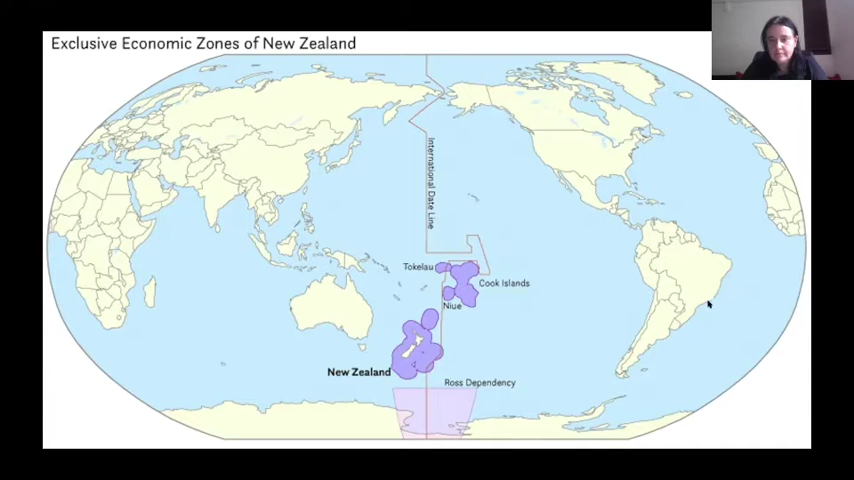 Exclusive Economic Zones of New Zealand
International Date Line
Tokelau
Cook Islands
Niue
New Zealand
Ross Dependency